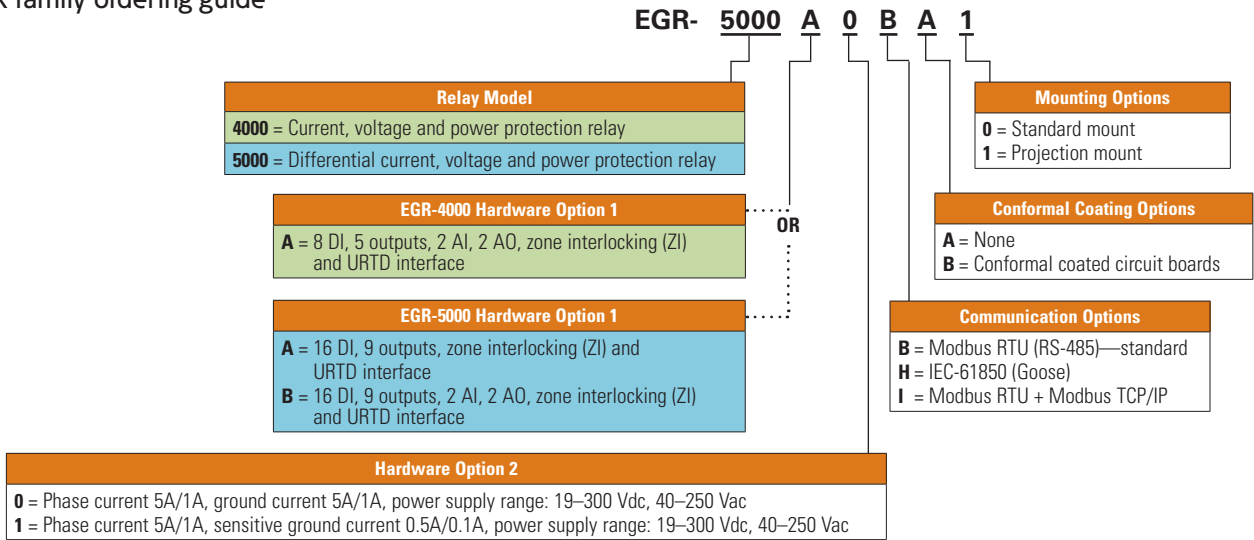 family ordering guide
EGR- 5000 A 0 B A 1
Relay Model
4000 = Current, voltage and power protection relay
5000 = Differential current, voltage and power protection relay
Mounting Options
0 = Standard mount
1 = Projection mount
EGR-4000 Hardware Option 1
A = 8 DI, 5 outputs, 2 AI, 2 AO, zone interlocking (ZI)
and URTD interface
OR
Conformal Coating Options
A = None
B = Conformal coated circuit boards
EGR-5000 Hardware Option 1
A = 16 DI, 9 outputs, zone interlocking (ZI) and
URTD interface
B = 16 DI, 9 outputs, 2 AI, 2 AO, zone interlocking (ZI)
and URTD interface
Communication Options
B = Modbus RTU (RS-485)—standard
H = IEC-61850 (Goose)
I = Modbus RTU + Modbus TCP/IP
Hardware Option 2
0 = Phase current 5A/1A, ground current 5A/1A, power supply range: 19–300 Vdc, 40–250 Vac
1 = Phase current 5A/1A, sensitive ground current 0.5A/0.1A, power supply range: 19–300 Vdc, 40–250 Vac